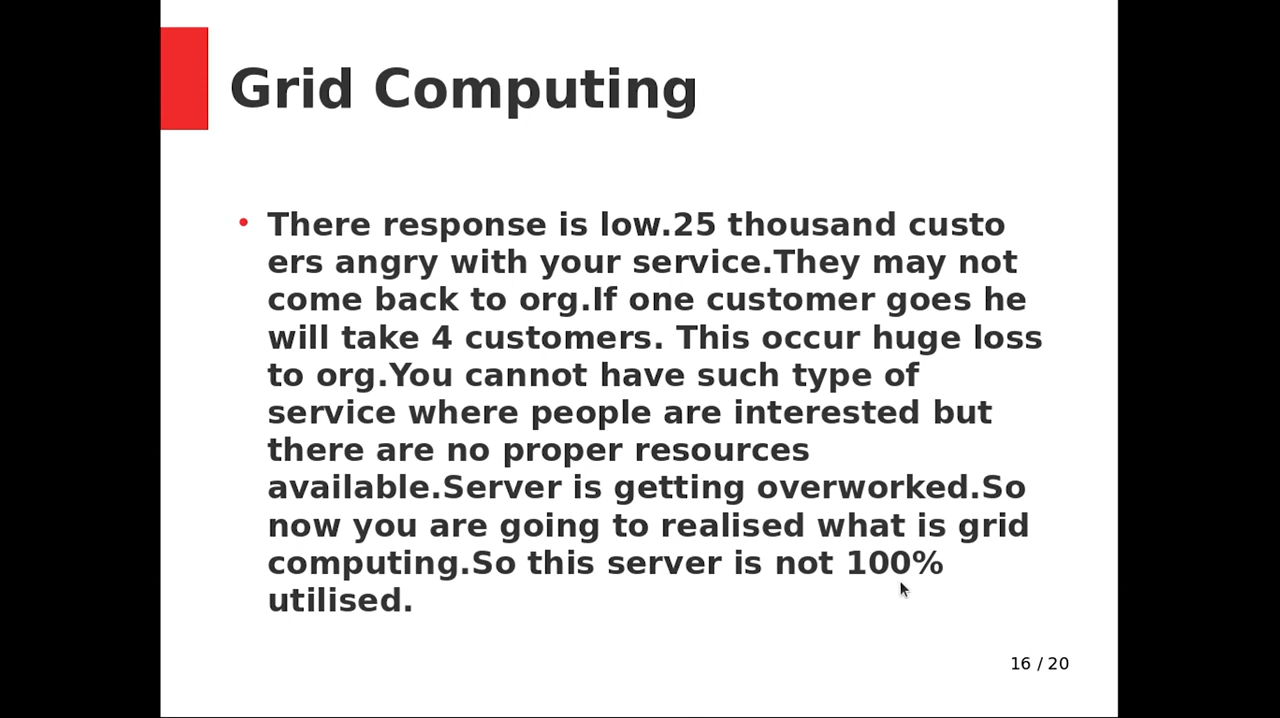 Grid Computing
• There response is low.25 thousand custo
ers angry with your service.They may not
come back to org.If one customer goes he
will take 4 customers. This occur huge loss
to org.You cannot have such type of
service where people are interested but
there are no proper resources
available.Server is getting overworked.So
now you are going to realised what is grid
computing.So this server is not 100%
utilised.
16 / 20